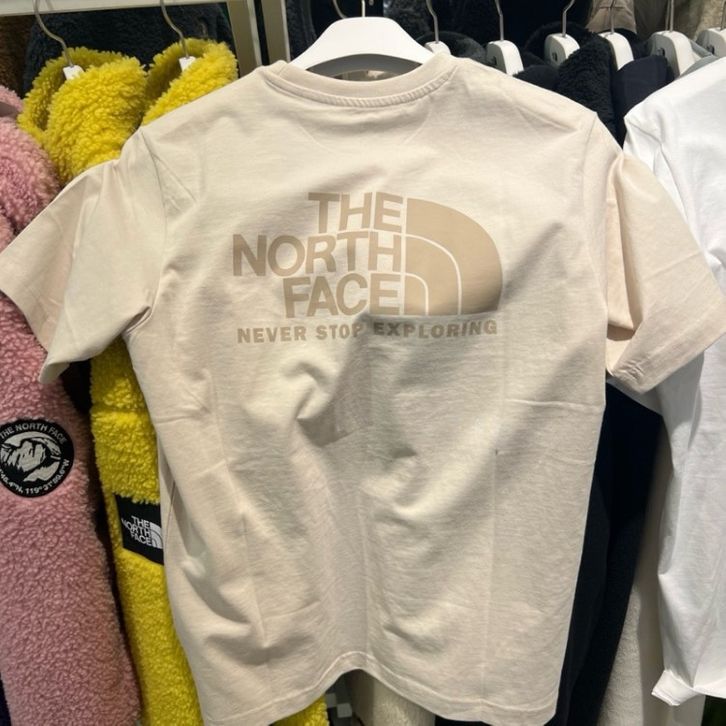 THE
NORTH
FACE
NEVER STOP EXPLORING
THE NORTH FACE
THE
NORTH
FACE